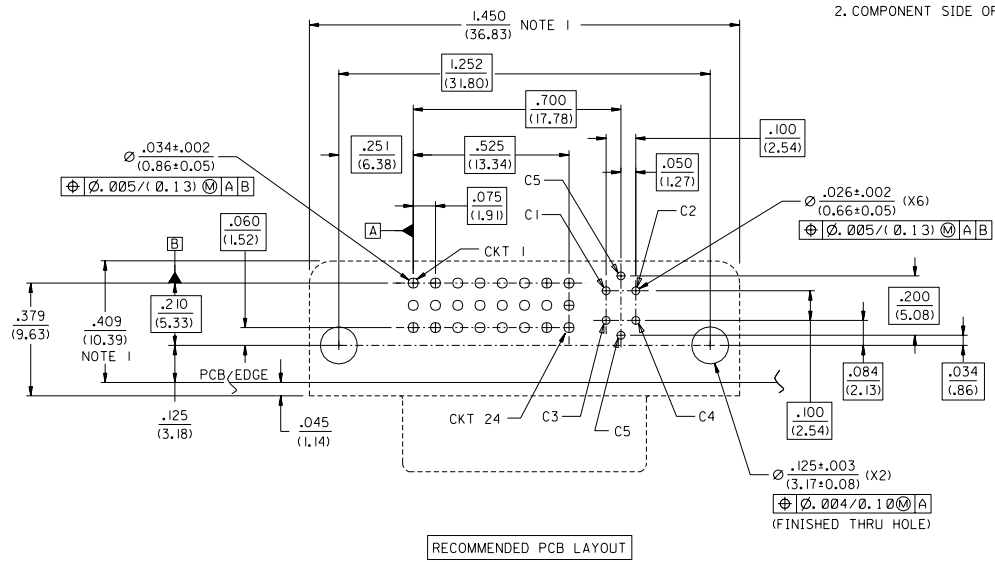 2. COMPONENT SIDE OF
1.450
(36.83) NOTE 1
1.252
(31.80)
.700
(17.78)
.100
(2.54)
.251
(6.38)
.525
(13.34)
.050
(1.27)
Ø .034±.002
(0.86±0.05)
⌖ Ø.005/(0.13) Ⓜ A B
.075
(1.91)
C5
C1
C2
Ø .026±.002 (X6)
(0.66±0.05)
⌖ Ø.005/(0.13) Ⓜ A B
.060
(1.52)
A
B
CKT 1
.379
(9.63)
.409
(10.39)
NOTE 1
.210
(5.33)
.200
(5.08)
PCB/EDGE
.084
(2.13)
.034
(.86)
.125
(3.18)
.045
(1.14)
CKT 24
C3
C5
C4
.100
(2.54)
Ø .125±.003 (X2)
(3.17±0.08)
⌖ Ø.004/0.10Ⓜ A
(FINISHED THRU HOLE)
RECOMMENDED PCB LAYOUT